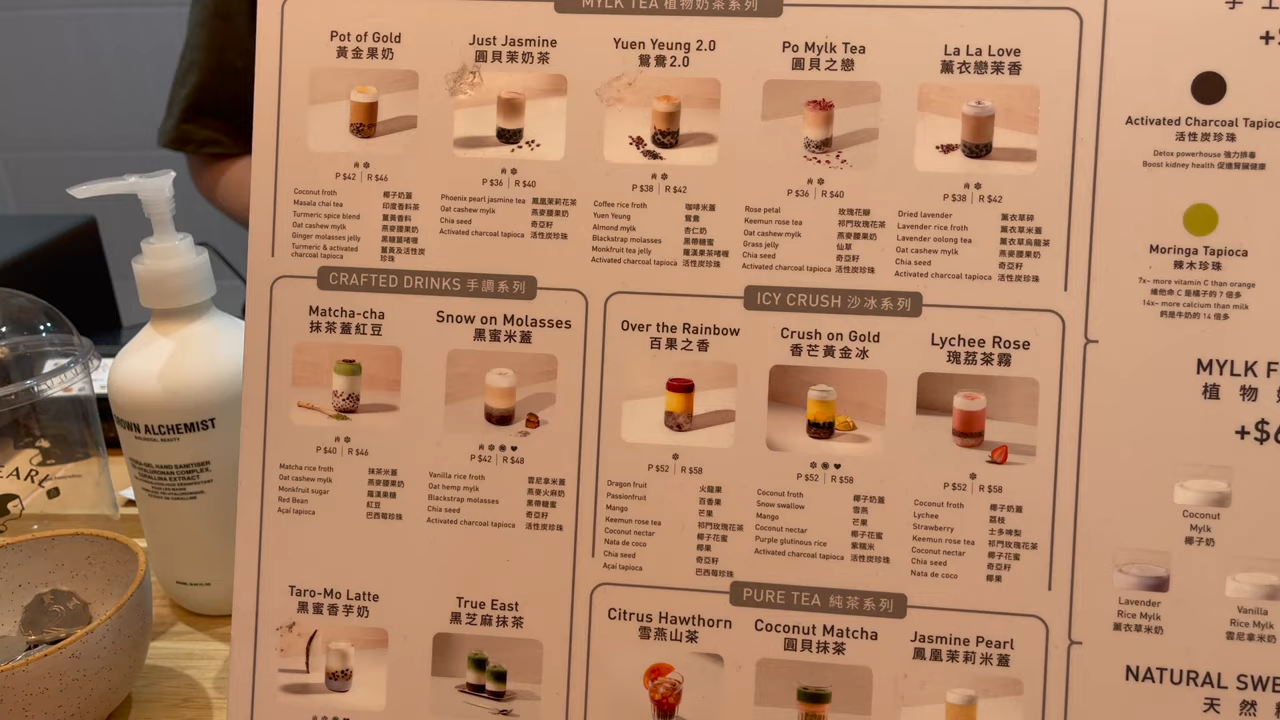 MYLK TEA 植物奶茶系列
Pot of Gold
黃金果奶
P $42 | R $46
Coconut froth 椰子奶蓋
Masala chai tea 印度香料茶
Turmeric spice blend 薑黃香料
Oat cashew mylk 燕麥腰果奶
Ginger molasses jelly 黑糖薑啫喱
Turmeric & activated 薑黃及活性炭
charcoal tapioca 珍珠
Just Jasmine
圓貝茉奶茶
P $36 | R $40
Phoenix pearl jasmine tea 鳳凰茉莉花茶
Oat cashew mylk 燕麥腰果奶
Chia seed 奇亞籽
Activated charcoal tapioca 活性炭珍珠
Yuen Yeung 2.0
鴛鴦2.0
P $38 | R $42
Coffee rice froth 咖啡米蓋
Yuen Yeung 鴛鴦
Almond mylk 杏仁奶
Blackstrap molasses 黑帶糖蜜
Monkfruit tea jelly 羅漢果茶啫喱
Activated charcoal tapioca 活性炭珍珠
Po Mylk Tea
圓貝之戀
P $36 | R $40
Rose petal 玫瑰花瓣
Keemun rose tea 祁門玫瑰花茶
Oat cashew mylk 燕麥腰果奶
Grass jelly 仙草
Chia seed 奇亞籽
Activated charcoal tapioca 活性炭珍珠
La La Love
薰衣戀茉香
P $38 | R $42
Dried lavender 薰衣草碎
Lavender rice froth 薰衣草米蓋
Lavender oolong tea 薰衣草烏龍茶
Oat cashew mylk 燕麥腰果奶
Chia seed 奇亞籽
Activated charcoal tapioca 活性炭珍珠
CRAFTED DRINKS 手調系列
Matcha-cha
抹茶蓋紅豆
P $40 | R $46
Matcha rice froth 抹茶米蓋
Oat cashew mylk 燕麥腰果奶
Monkfruit sugar 羅漢果糖
Red Bean 紅豆
Açaí tapioca 巴西莓珍珠
Snow on Molasses
黑蜜米蓋
P $42 | R $48
Vanilla rice froth 雲尼拿米蓋
Oat hemp mylk 燕麥火麻奶
Blackstrap molasses 黑帶糖蜜
Chia seed 奇亞籽
Activated charcoal tapioca 活性炭珍珠
Taro-Mo Latte
黑蜜香芋奶
True East
黑芝麻抹茶
ICY CRUSH 沙冰系列
Over the Rainbow
百果之香
P $52 | R $58
Dragon fruit 火龍果
Passionfruit 百香果
Mango 芒果
Keemun rose tea 祁門玫瑰花茶
Coconut nectar 椰子花蜜
Nata de coco 椰果
Chia seed 奇亞籽
Açaí tapioca 巴西莓珍珠
Crush on Gold
香芒黃金冰
P $52 | R $58
Coconut froth 椰子奶蓋
Snow swallow 雪燕
Mango 芒果
Coconut nectar 椰子花蜜
Purple glutinous rice 紫糯米
Activated charcoal tapioca 活性炭珍珠
Lychee Rose
瑰荔茶霧
P $52 | R $58
Coconut froth 椰子奶蓋
Lychee 荔枝
Strawberry 士多啤梨
Keemun rose tea 祁門玫瑰花茶
Coconut nectar 椰子花蜜
Chia seed 奇亞籽
Nata de coco 椰果
PURE TEA 純茶系列
Citrus Hawthorn
雪燕山茶
Coconut Matcha
圓貝抹茶
Jasmine Pearl
鳳凰茉莉米蓋
Activated Charcoal Tapioc
活性炭珍珠
Detox powerhouse 強力排毒
Boost kidney health 促進腎臟健康
Moringa Tapioca
辣木珍珠
7x~ more vitamin C than orange
維他命 C 是橘子的 7 倍多
14x~ more calcium than milk
鈣是牛奶的 14 倍多
MYLK F
植 物
+$6
Coconut
Mylk
椰子奶
Lavender
Rice Mylk
薰衣草米奶
Vanilla
Rice Mylk
雲尼拿米奶
NATURAL SWE
天 然
OWN ALCHEMIST
EARL